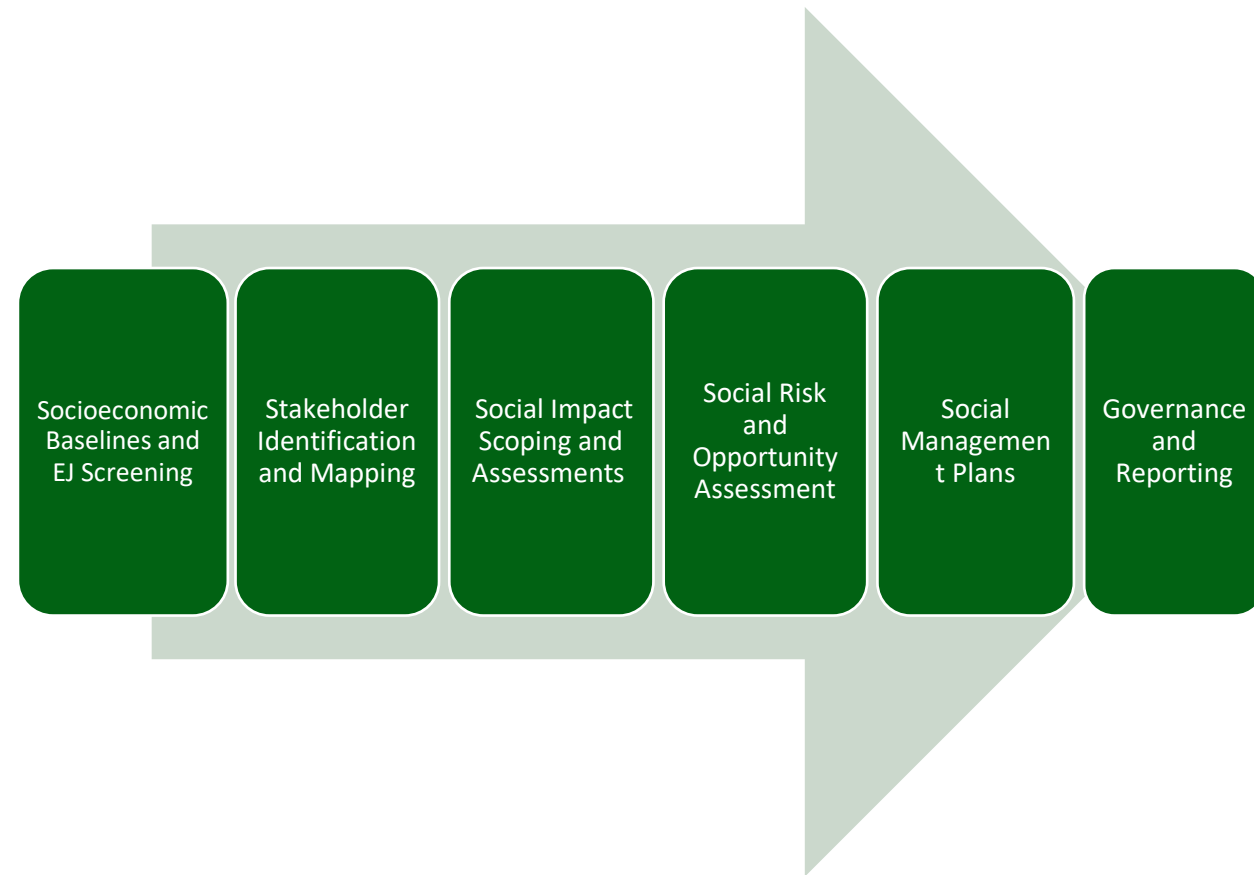 Socioeconomic
Baselines and
EJ Screening
Stakeholder
Identification
and Mapping
Social Impact
Scoping and
Assessments
Social Risk
and
Opportunity
Assessment
Social
Managemen
t Plans
Governance
and
Reporting